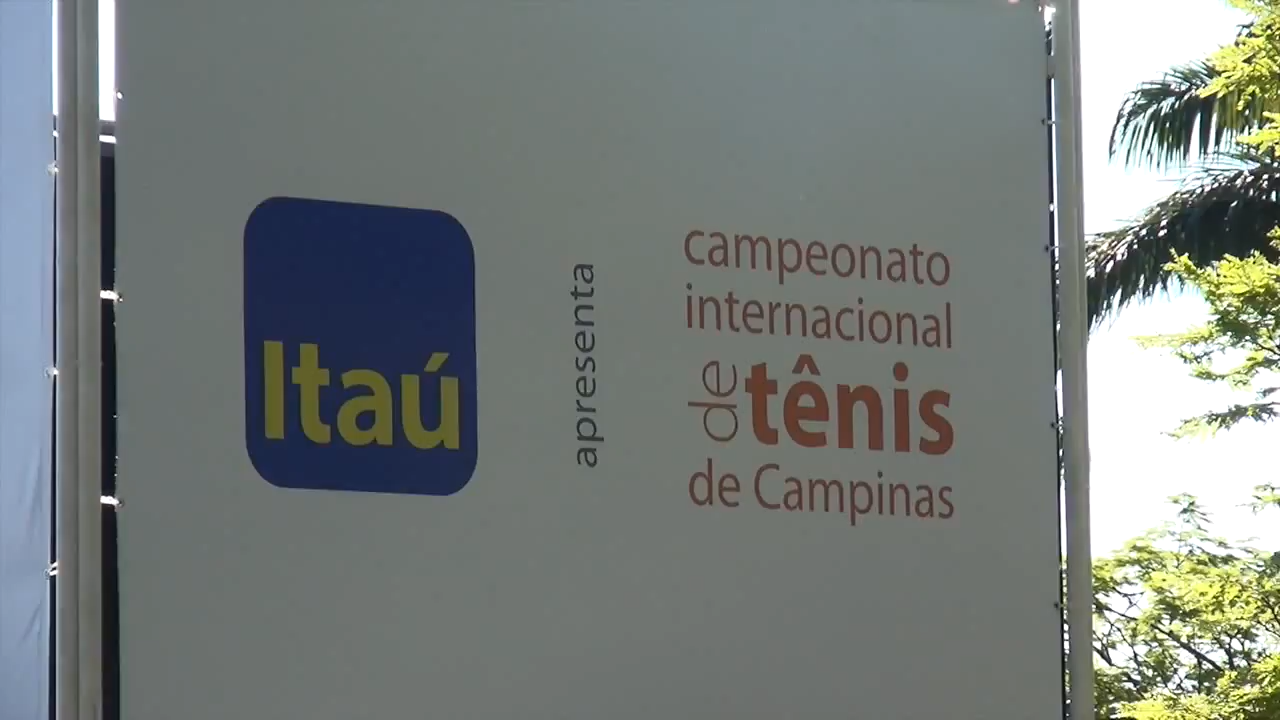 Itaú
apresenta
campeonato
internacional
de tênis
de Campinas